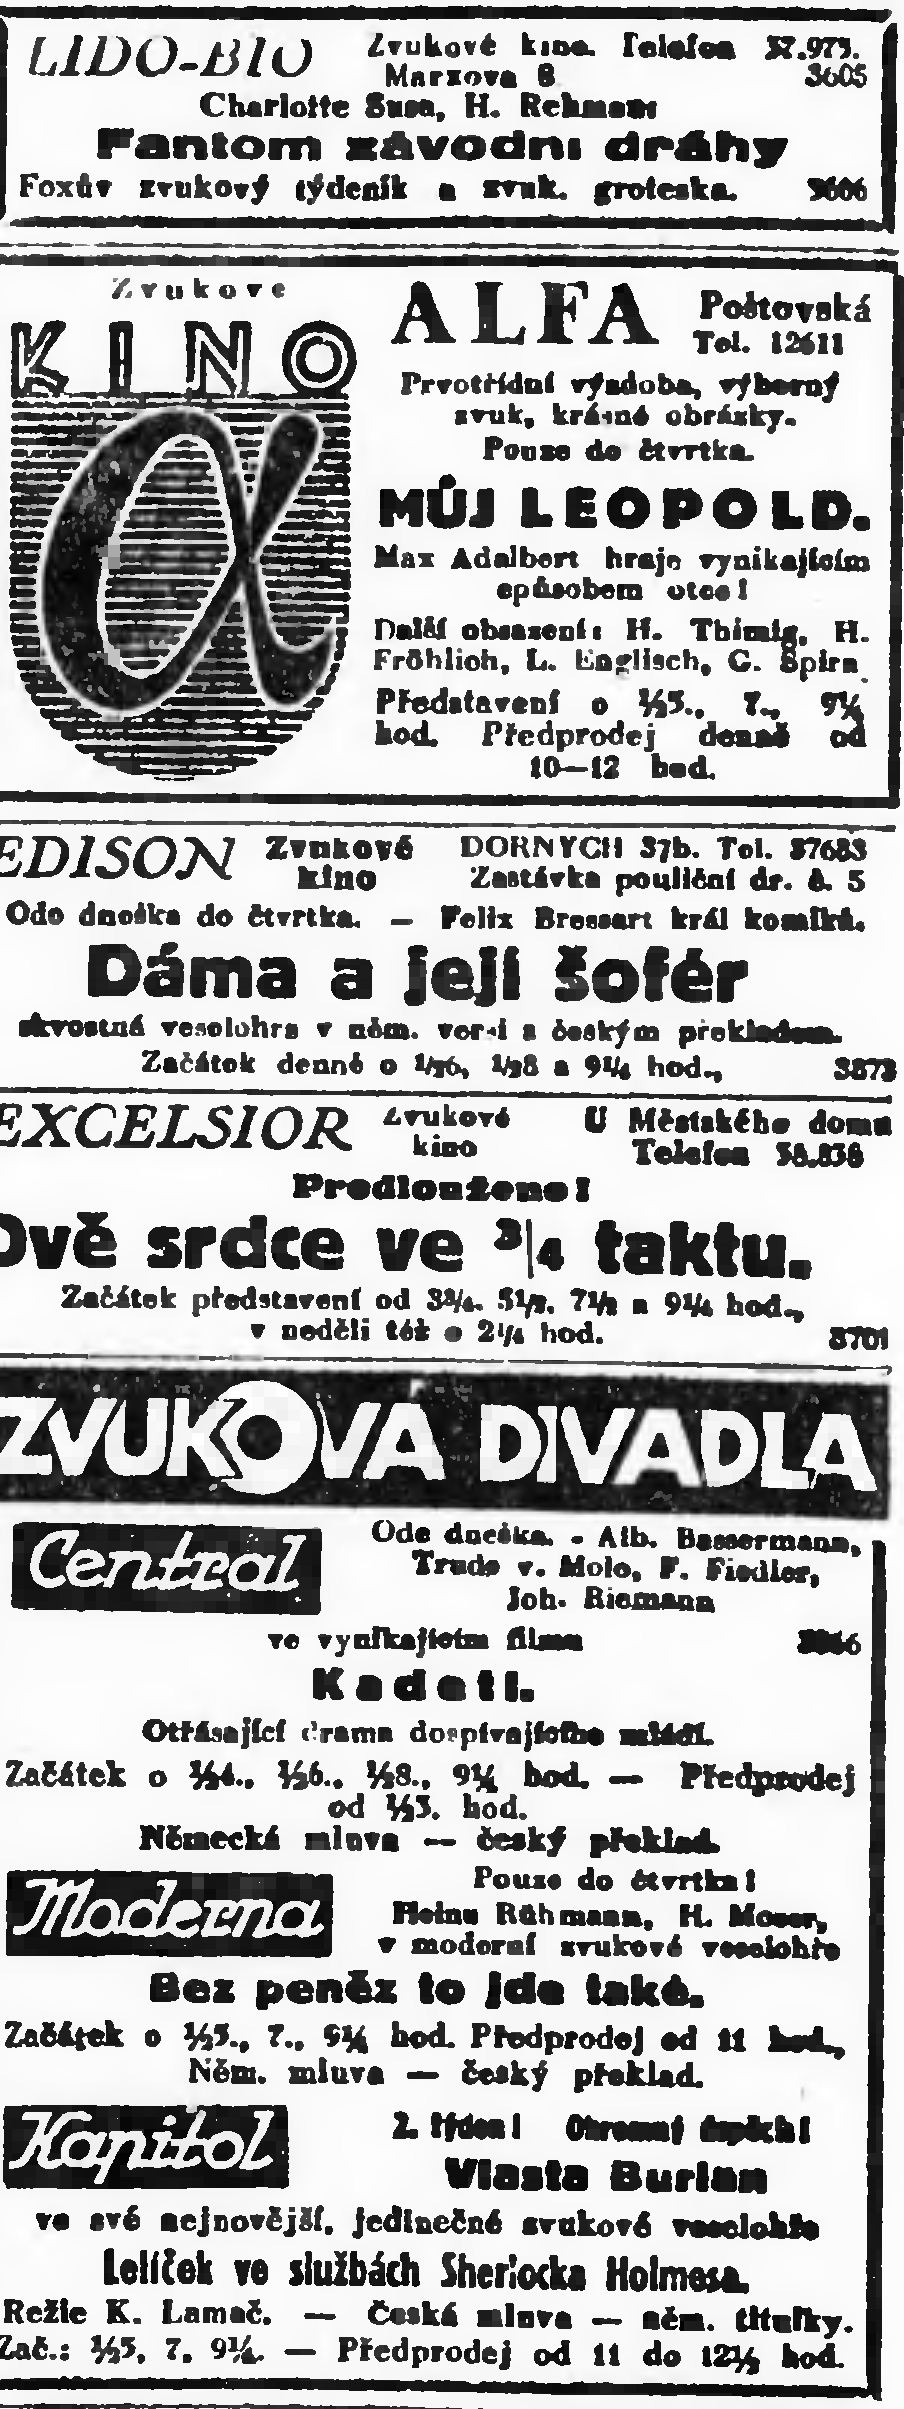 LIDO-BIO Zvukové kino. Telefon 37.975.
Marxova 8 3605
Charlotte Susa, H. Rehmann
Fantom závodní dráhy
Foxův zvukový týdeník a zvuk. groteska. 3606
Zvukové
KINO
α
ALFA Poštovská
Tel. 12611
Prvotřídní výzdoba, výborný
zvuk, krásné obrázky.
Pouze do čtvrtka.
MŮJ LEOPOLD.
Max Adalbert hraje vynikajícím
způsobem otce!
Další obsazení: H. Thimig, H.
Fröhlich, L. Englisch, C. Spira.
Představení o ½5., 7., 9¼
hod. Předprodej denně od
10—12 hod.
EDISON Zvukové DORNYCH 37b. Tel. 37683
kino Zastávka pouliční dr. č. 5
Ode dneška do čtvrtka. — Felix Bressart král komiků.
Dáma a její šofér
skvostná veselohra v něm. versi s českým překladem.
Začátek denně o ½6, ½8 a 9¼ hod., 3873
EXCELSIOR Zvukové U Městského domu
kino Telefon 38.838
Prodlouženo!
Dvě srdce ve ¾ taktu.
Začátek představení od 3¾. 5½. 7½ a 9¼ hod.,
v neděli též o 2¼ hod. 3701
ZVUKOVÁ DIVADLA
Centrál
Ode dneška. - Alb. Bassermann,
Trude v. Molo, F. Fiedler,
Joh. Riemann
ve vynikajícím filmu
Kadeti.
Otřásající drama dospívajícího mládí.
Začátek o ½4., ½6., ½8., 9¼ hod. — Předprodej
od ½3. hod.
Německá mluva — český překlad.
Moderna
Pouze do čtvrtka!
Heinz Rühmann, H. Moser,
v moderní zvukové veselohře
Bez peněz to jde také.
Začátek o ½5., 7., 9¼ hod. Předprodej od 11 hod.,
Něm. mluva — český překlad.
Kapitol
2. týden! Ohromný úspěch!
Vlasta Burian
ve své nejnovější, jedinečné zvukové veselohře
Lelíček ve službách Sherlocka Holmesa.
Režie K. Lamač. — Česká mluva — něm. titulky.
Zač.: ½5, 7, 9¼. — Předprodej od 11 do 12½ hod.